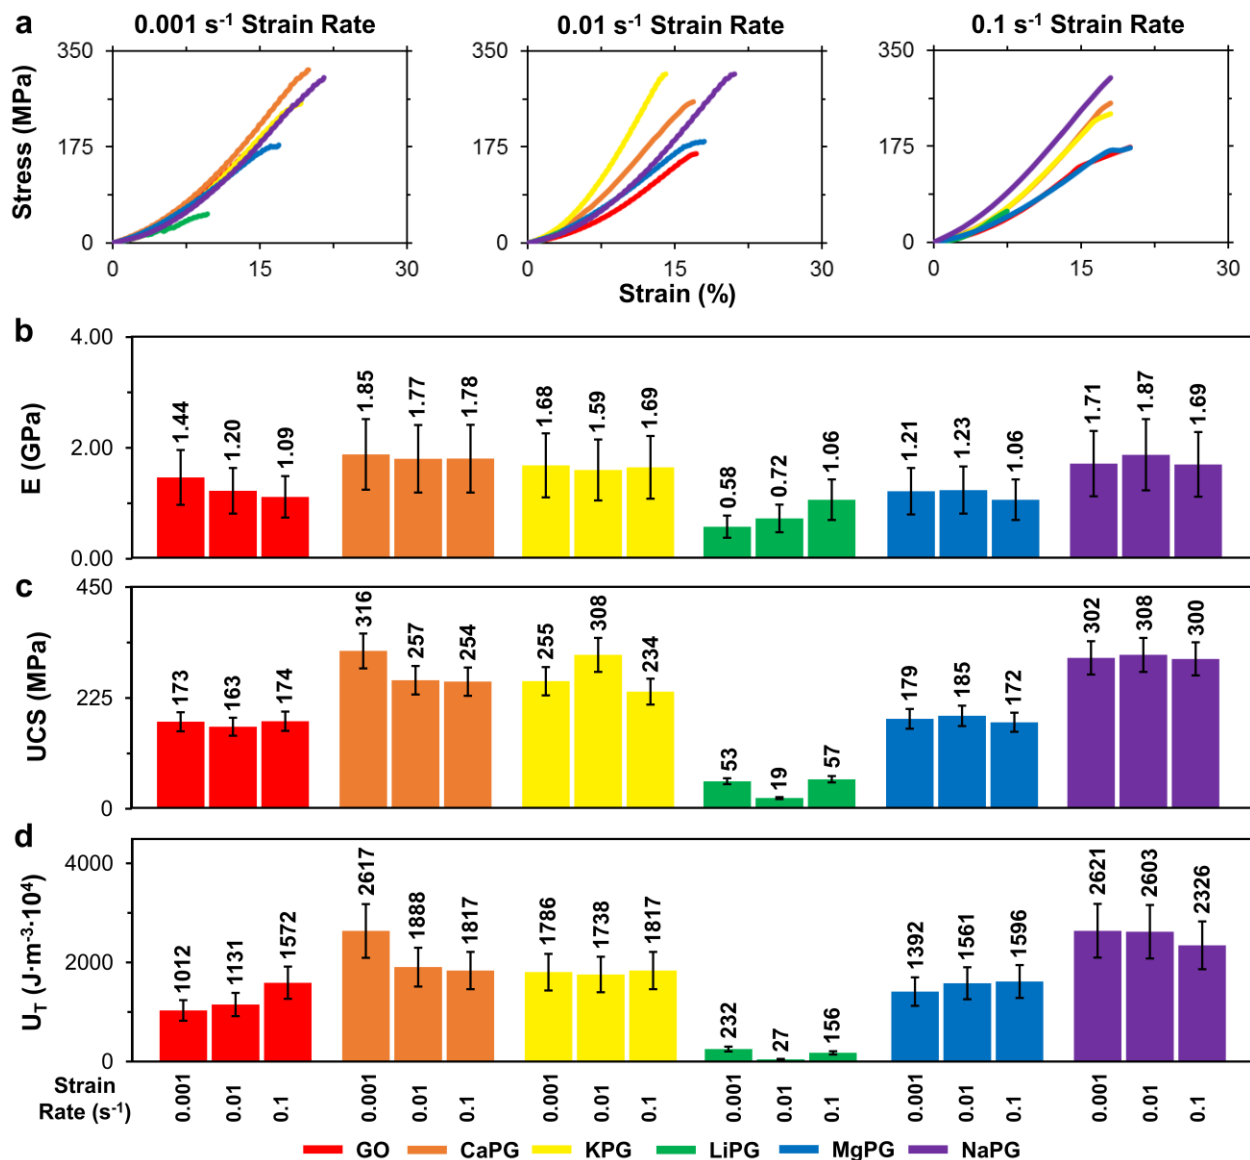 a
0.001 s⁻¹ Strain Rate
0.01 s⁻¹ Strain Rate
0.1 s⁻¹ Strain Rate
Stress (MPa)
350
175
0
0 15 30
350
175
0
0 15 30
350
175
0
0 15 30
Strain (%)
b
E (GPa)
4.00
2.00
0.00
1.44 1.20 1.09
1.85 1.77 1.78
1.68 1.59 1.69
0.58 0.72 1.06
1.21 1.23 1.06
1.71 1.87 1.69
c
UCS (MPa)
450
225
0
173 163 174
316 257 254
255 308 234
53 19 57
179 185 172
302 308 300
d
U_T (J·m⁻³·10⁴)
4000
2000
0
1012 1131 1572
2617 1888 1817
1786 1738 1817
232 27 156
1392 1561 1596
2621 2603 2326
Strain
Rate (s⁻¹)
0.001 0.01 0.1
0.001 0.01 0.1
0.001 0.01 0.1
0.001 0.01 0.1
0.001 0.01 0.1
0.001 0.01 0.1
GO CaPG KPG LiPG MgPG NaPG